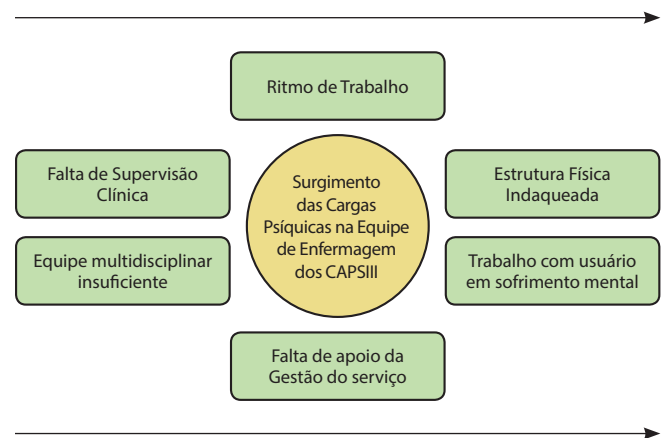 Ritmo de Trabalho
Falta de Supervisão
Clínica
Equipe multidisciplinar
insuficiente
Surgimento
das Cargas
Psíquicas na Equipe
de Enfermagem
dos CAPSIII
Estrutura Física
Indaqueada
Trabalho com usuário
em sofrimento mental
Falta de apoio da
Gestão do serviço